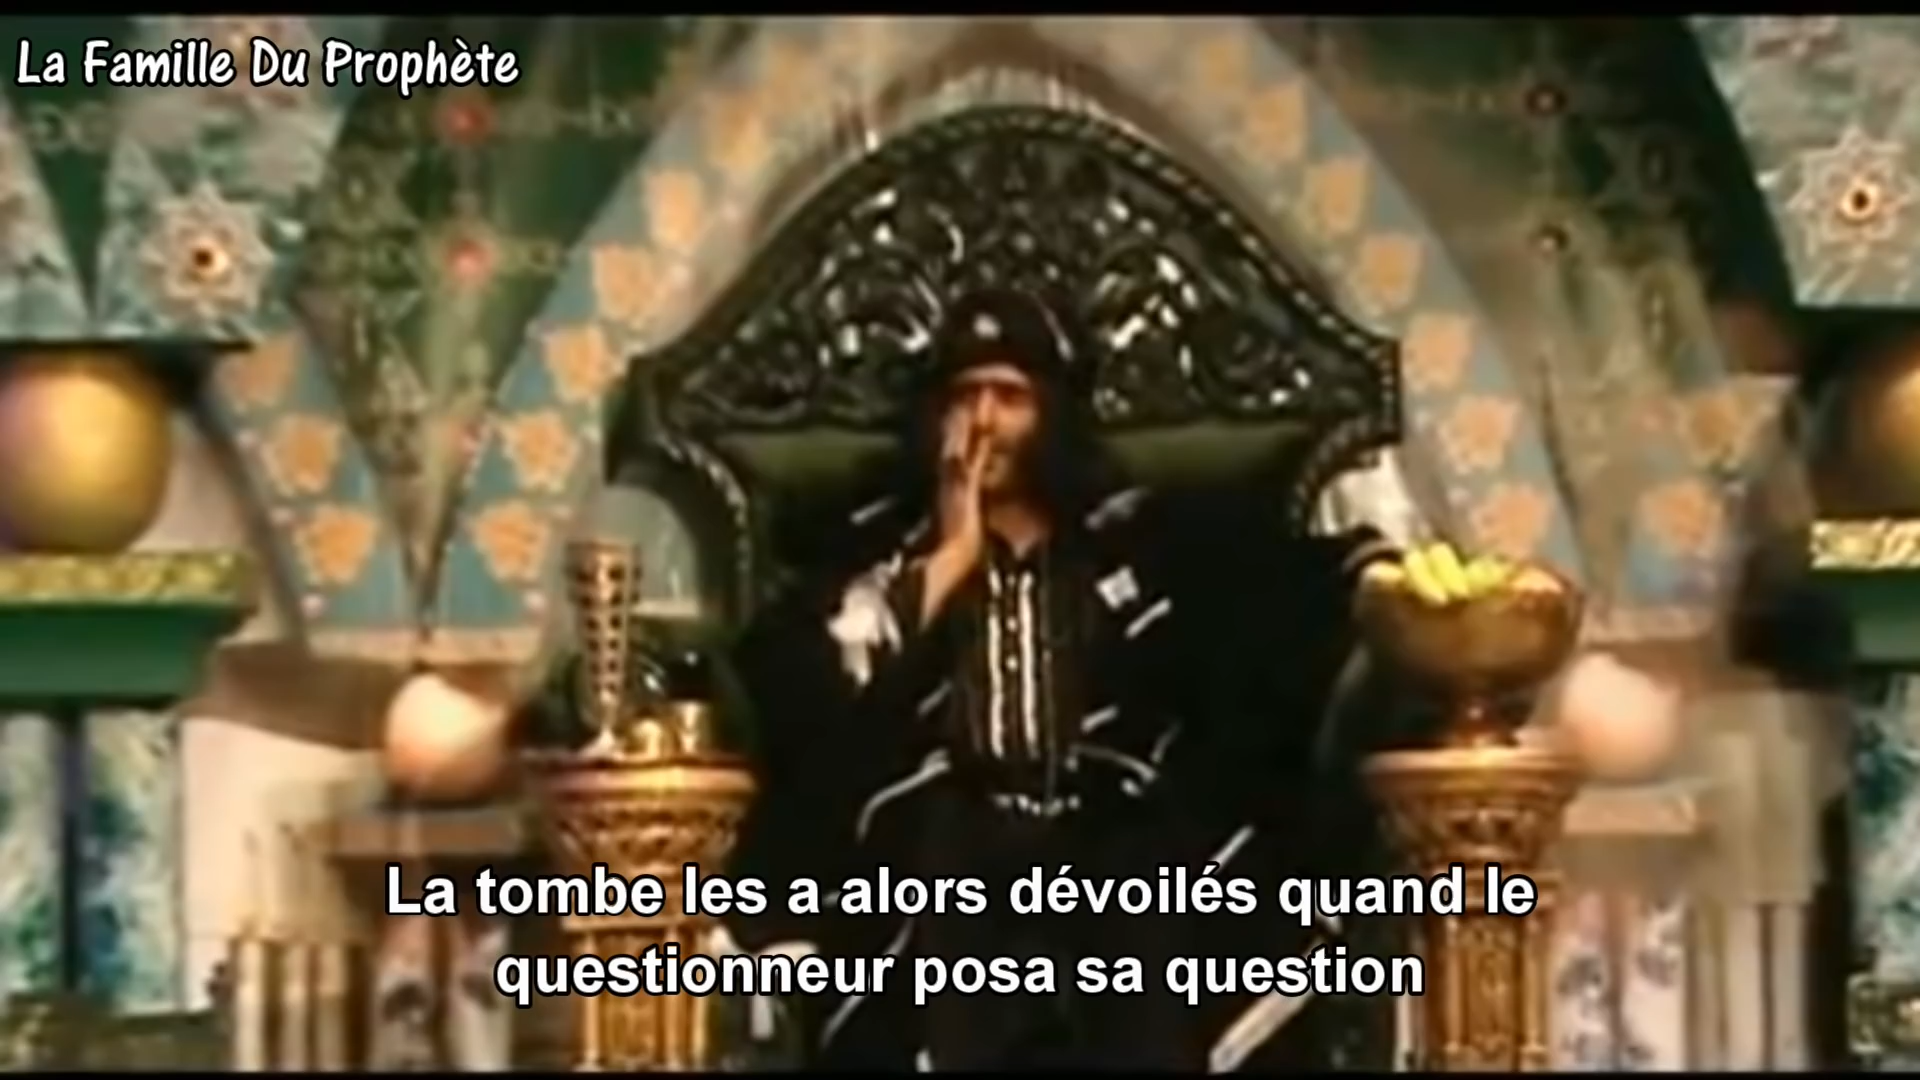 La Famille Du Prophète
La tombe les a alors dévoilés quand le
questionneur posa sa question